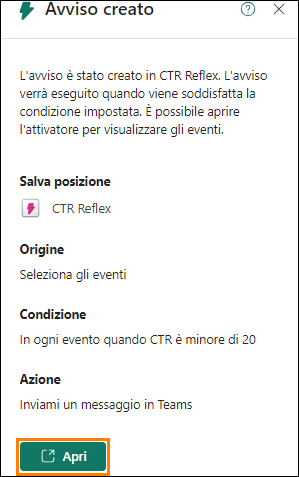 Avviso creato
L'avviso è stato creato in CTR Reflex. L'avviso
verrà eseguito quando viene soddisfatta la
condizione impostata. È possibile aprire
l'attivatore per visualizzare gli eventi.
Salva posizione
CTR Reflex
Origine
Seleziona gli eventi
Condizione
In ogni evento quando CTR è minore di 20
Azione
Inviami un messaggio in Teams
Apri